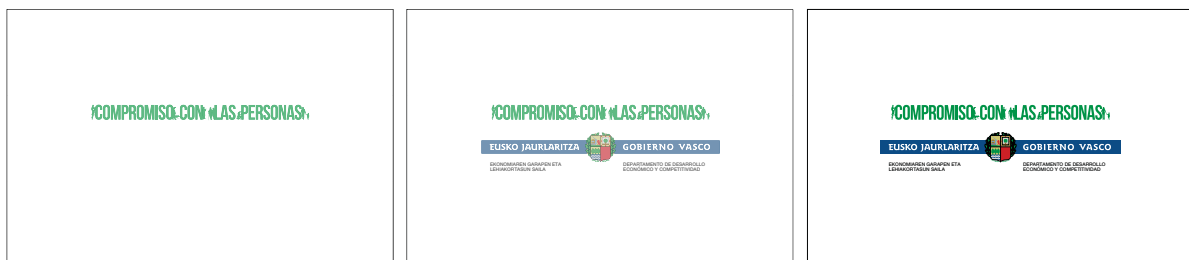 COMPROMISO CON LAS PERSONAS
COMPROMISO CON LAS PERSONAS
EUSKO JAURLARITZA GOBIERNO VASCO
EKONOMIAREN GARAPEN ETA
LEHIAKORTASUN SAILA
DEPARTAMENTO DE DESARROLLO
ECONÓMICO Y COMPETITIVIDAD
COMPROMISO CON LAS PERSONAS
EUSKO JAURLARITZA GOBIERNO VASCO
EKONOMIAREN GARAPEN ETA
LEHIAKORTASUN SAILA
DEPARTAMENTO DE DESARROLLO
ECONÓMICO Y COMPETITIVIDAD